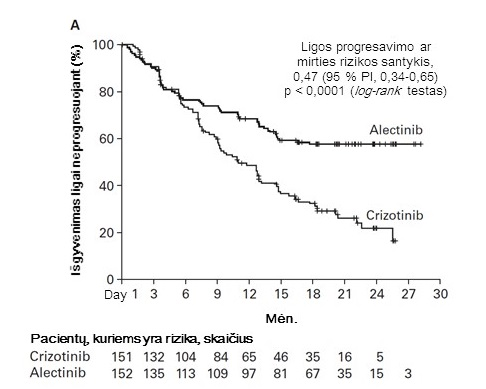 A
Ligos progresavimo ar
mirties rizikos santykis,
0,47 (95 % PI, 0,34-0,65)
p < 0,0001 (log-rank testas)
Išgyvenimas ligai neprogresuojant (%)
100
80
60
40
20
0
Alectinib
Crizotinib
Day 1 3 6 9 12 15 18 21 24 27 30
Mėn.
Pacientų, kuriems yra rizika, skaičius
Crizotinib 151 132 104 84 65 46 35 16 5
Alectinib 152 135 113 109 97 81 67 35 15 3